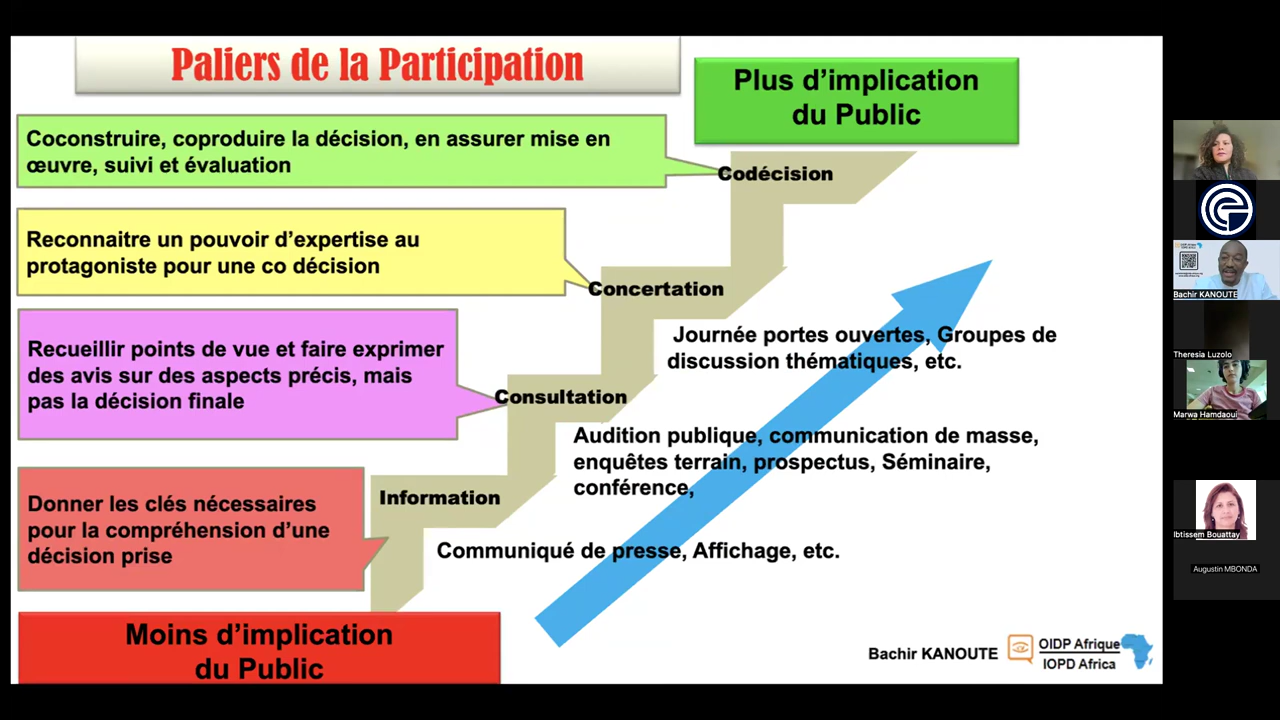 Paliers de la Participation
Plus d’implication
du Public
Coconstruire, coproduire la décision, en assurer mise en
œuvre, suivi et évaluation
Codécision
Reconnaitre un pouvoir d’expertise au
protagoniste pour une co décision
Concertation
Journée portes ouvertes, Groupes de
discussion thématiques, etc.
Recueillir points de vue et faire exprimer
des avis sur des aspects précis, mais
pas la décision finale
Consultation
Audition publique, communication de masse,
enquêtes terrain, prospectus, Séminaire,
conférence,
Donner les clés nécessaires
pour la compréhension d’une
décision prise
Information
Communiqué de presse, Affichage, etc.
Moins d’implication
du Public
Bachir KANOUTE
OIDP Afrique
IOPD Africa
Bachir KANOUTE
Theresia Luzolo
Marwa Hamdaoui
Ibtissem Bouattay
Augustin MBONDA